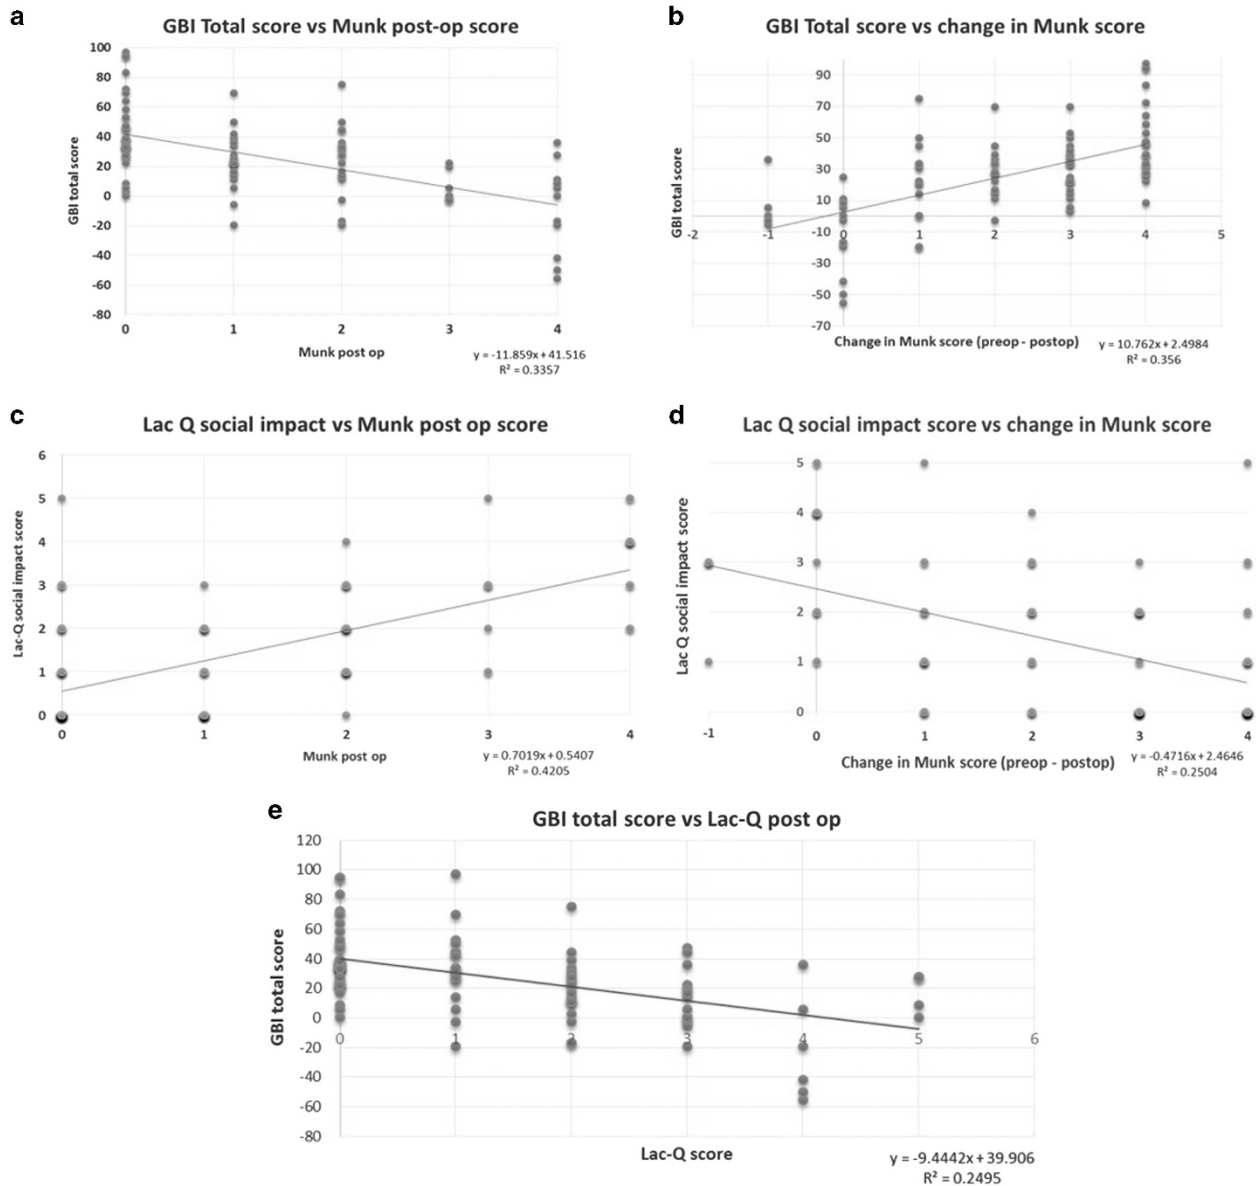 a
GBI Total score vs Munk post-op score
100
80
60
40
20
0
-20
-40
-60
-80
GBI total score
0 1 2 3 4
Munk post op
y = -11.859x + 41.516
R² = 0.3357
b
GBI Total score vs change in Munk score
90
70
50
30
10
-10
-30
-50
-70
GBI total score
-2 -1 0 1 2 3 4 5
Change in Munk score (preop - postop)
y = 10.762x + 2.4984
R² = 0.356
c
Lac Q social impact vs Munk post op score
6
5
4
3
2
1
0
Lac-Q social impact score
0 1 2 3 4
Munk post op
y = 0.7019x + 0.5407
R² = 0.4205
d
Lac Q social impact score vs change in Munk score
5
4
3
2
1
0
Lac Q social impact score
-1 0 1 2 3 4
Change in Munk score (preop - postop)
y = -0.4716x + 2.4646
R² = 0.2504
e
GBI total score vs Lac-Q post op
120
100
80
60
40
20
0
-20
-40
-60
-80
GBI total score
0 1 2 3 4 5 6
Lac-Q score
y = -9.4442x + 39.906
R² = 0.2495